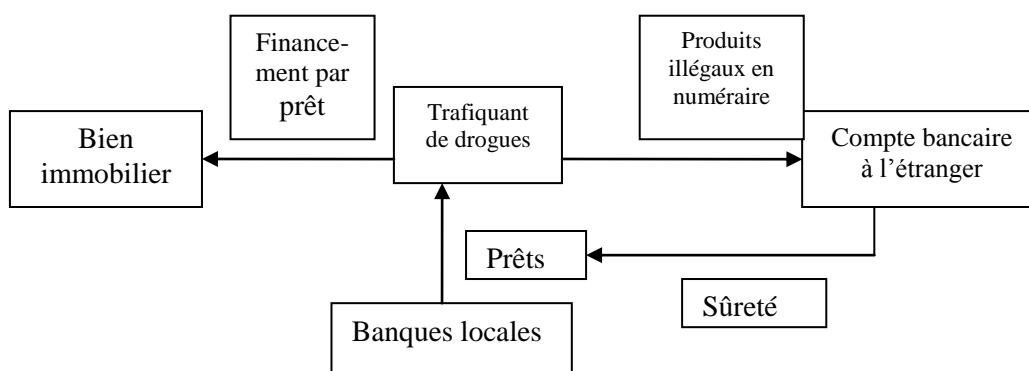 Finance-
ment par
prêt
Produits
illégaux en
numéraire
Trafiquant
de drogues
Bien
immobilier
Compte bancaire
à l'étranger
Prêts
Sûreté
Banques locales